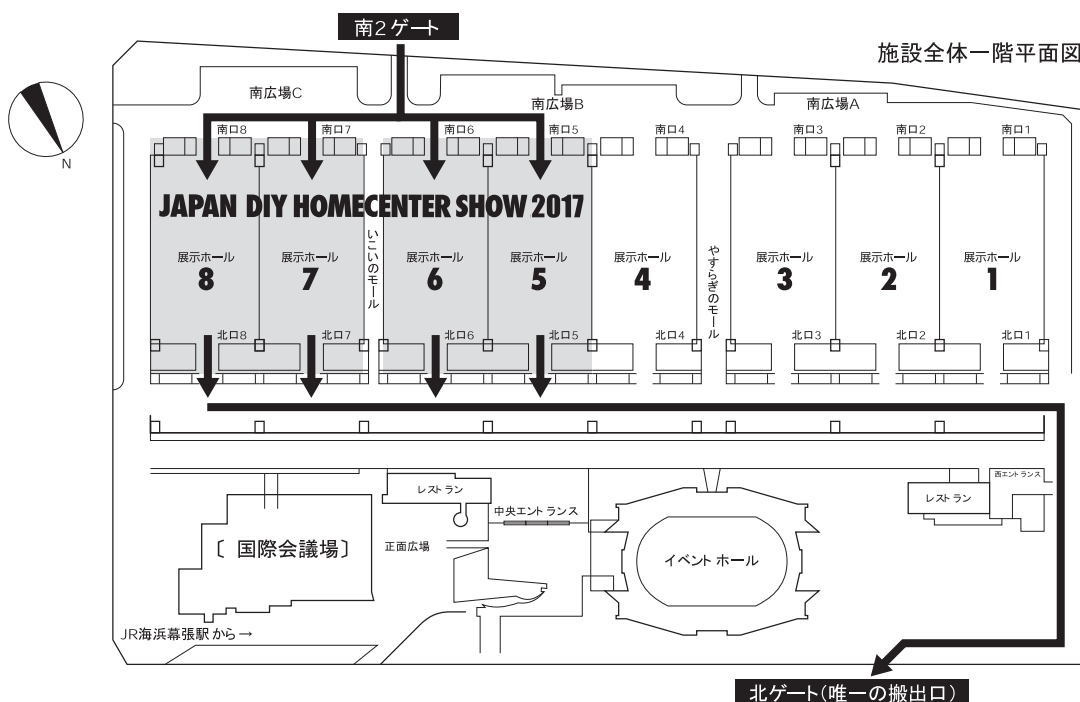 南2ゲート
施設全体一階平面図
南広場C
南広場B
南広場A
南口8
南口7
南口6
南口5
南口4
南口3
南口2
南口1
N
JAPAN DIY HOMECENTER SHOW 2017
展示ホール
8
展示ホール
7
いこいのモール
展示ホール
6
展示ホール
5
展示ホール
4
やすらぎのモール
展示ホール
3
展示ホール
2
展示ホール
1
北口8
北口7
北口6
北口5
北口4
北口3
北口2
北口1
レストラン
西エントランス
レストラン
中央エントランス
〔 国際会議場〕
正面広場
イベントホール
JR海浜幕張駅から→
北ゲート(唯一の搬出口)